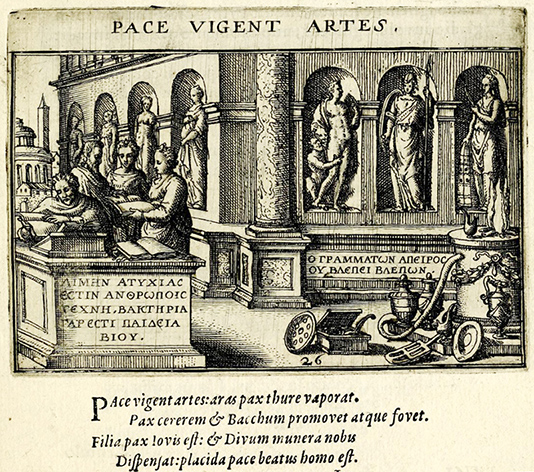 PACE VIGENT ARTES.
Ο ΓΡΑΜΜΑΤΩΝ ΑΠΕΙΡΟΣ
ΟΥ ΒΛΕΠΕΙ ΒΛΕΠΩΝ.
ΛΙΜΗΝ ΑΤΥΧΙΑΣ
ΕΣΤΙΝ ΑΝΘΡΩΠΟΙΣ
ΤΕΧΝΗ, ΒΑΚΤΗΡΙΑ
ΓΑΡ ΕΣΤΙ ΠΑΙΔΕΙΑ
ΒΙΟΥ.
26
PAce vigent artes: aras pax thure vaporat.
Pax cererem & Bacchum promovet atque fovet.
Filia pax Iovis est: & Divum munera nobis
Dispensat: placida pace beatus homo est.